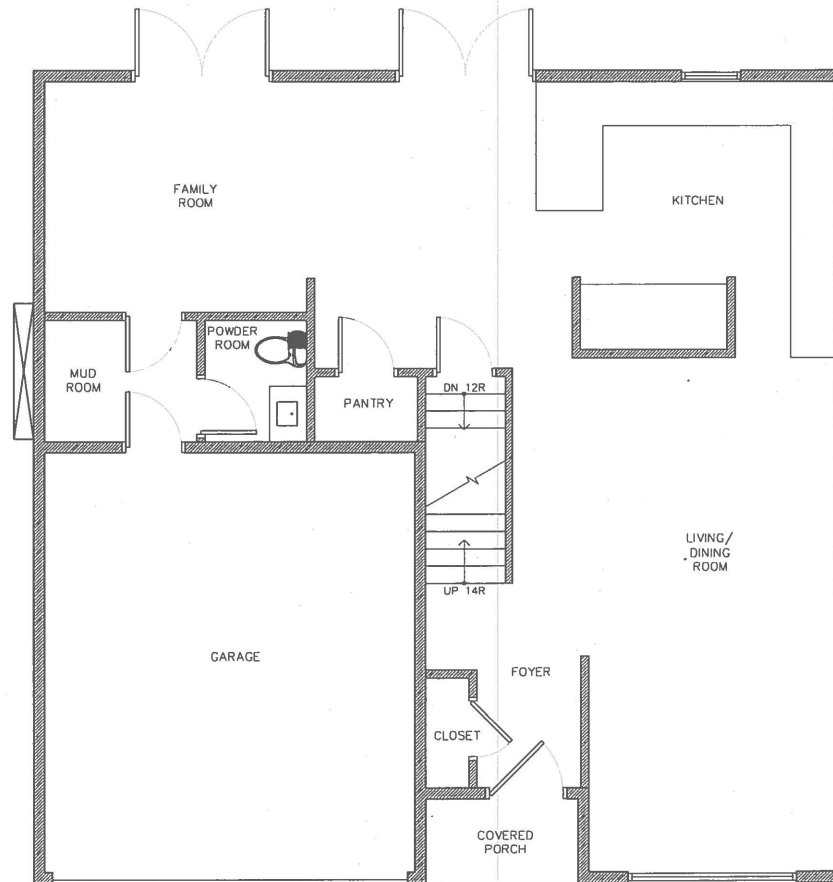 FAMILY
ROOM
KITCHEN
POWDER
ROOM
MUD
ROOM
PANTRY
DN 12R
LIVING/
DINING
ROOM
UP 14R
GARAGE
FOYER
CLOSET
COVERED
PORCH